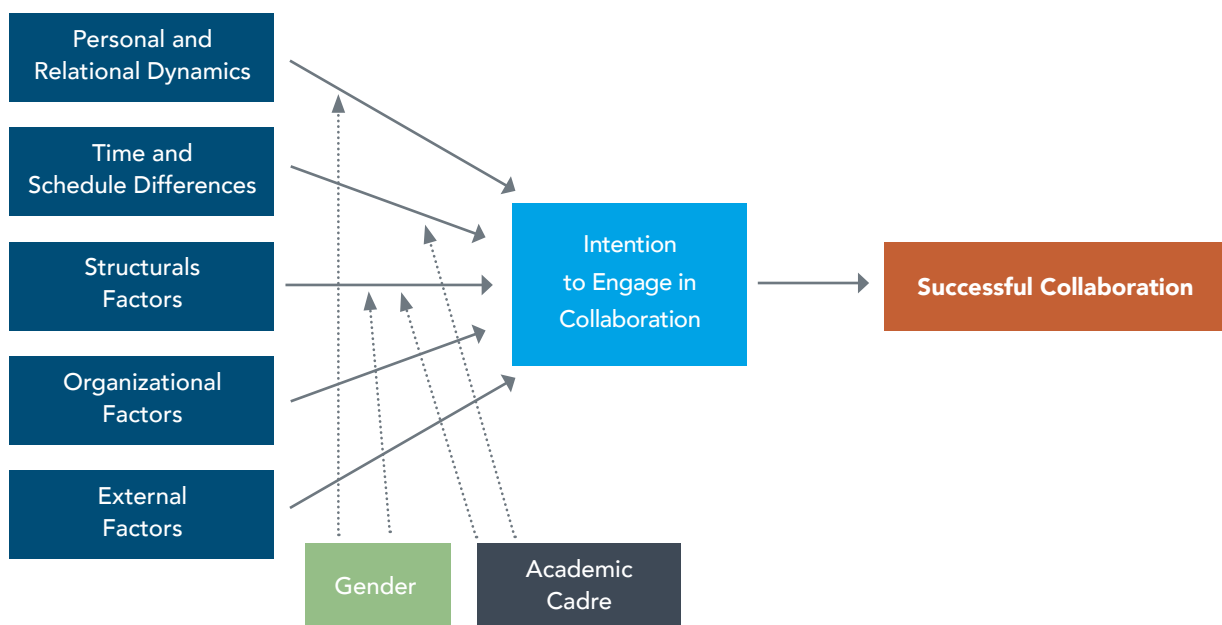 Personal and
Relational Dynamics
Time and
Schedule Differences
Structurals
Factors
Organizational
Factors
External
Factors
Intention
to Engage in
Collaboration
Successful Collaboration
Gender
Academic
Cadre